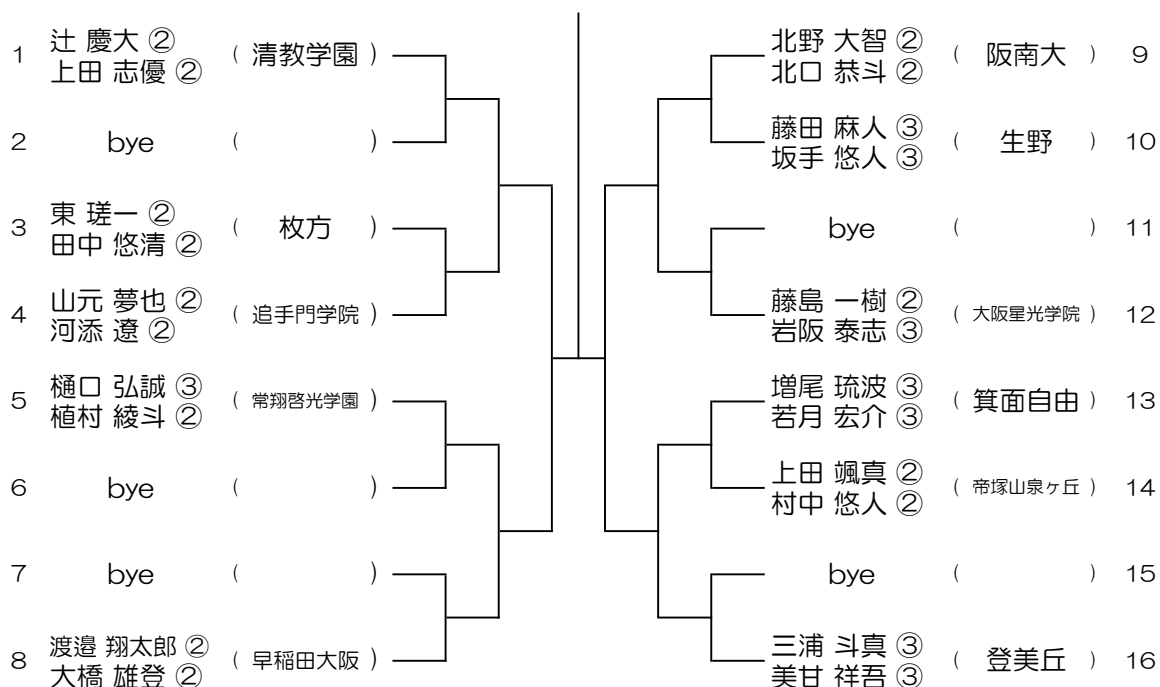 1 辻 慶大 ② ( 清教学園 )
上田 志優 ②
2 bye ( )
3 東 瑳一 ② ( 枚方 )
田中 悠清 ②
4 山元 夢也 ② ( 追手門学院 )
河添 遼 ②
5 樋口 弘誠 ③ ( 常翔啓光学園 )
植村 綾斗 ②
6 bye ( )
7 bye ( )
8 渡邉 翔太郎 ② ( 早稲田大阪 )
大橋 雄登 ②
北野 大智 ② ( 阪南大 ) 9
北口 恭斗 ②
藤田 麻人 ③ ( 生野 ) 10
坂手 悠人 ③
bye ( ) 11
藤島 一樹 ② ( 大阪星光学院 ) 12
岩阪 泰志 ③
増尾 琉波 ③ ( 箕面自由 ) 13
若月 宏介 ③
上田 颯真 ② ( 帝塚山泉ヶ丘 ) 14
村中 悠人 ②
bye ( ) 15
三浦 斗真 ③ ( 登美丘 ) 16
美甘 祥吾 ③